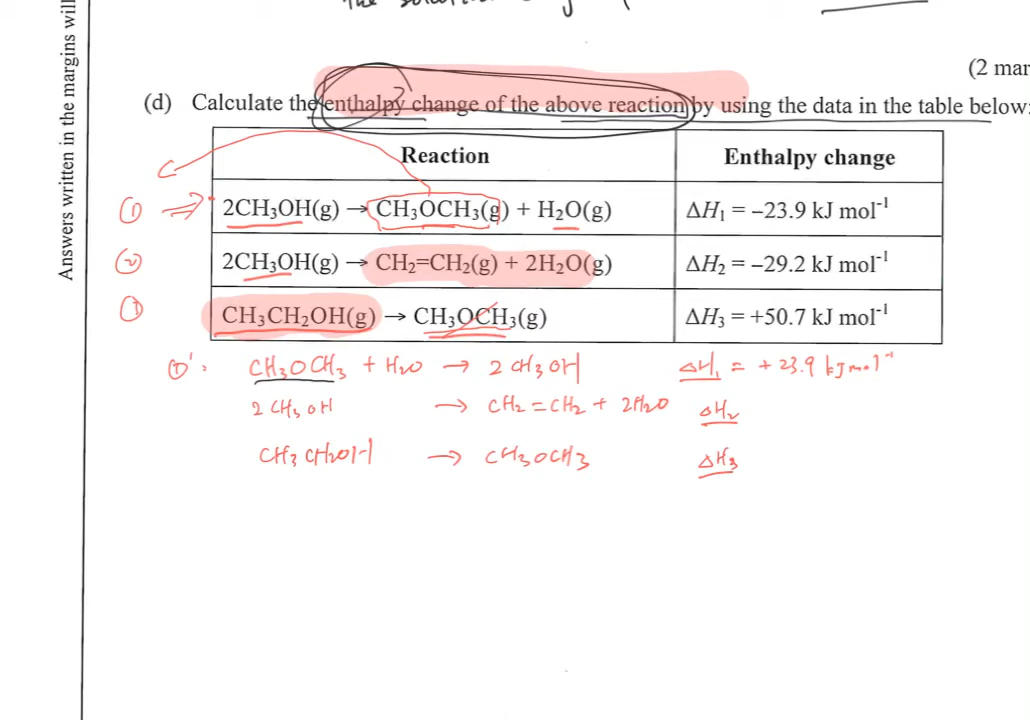 (2 mar
(d) Calculate the enthalpy change of the above reaction by using the data in the table below:
Reaction Enthalpy change
① 2CH₃OH(g) → CH₃OCH₃(g) + H₂O(g) ΔH₁ = −23.9 kJ mol⁻¹
② 2CH₃OH(g) → CH₂=CH₂(g) + 2H₂O(g) ΔH₂ = −29.2 kJ mol⁻¹
CH₃CH₂OH(g) → CH₃OCH₃(g) ΔH₃ = +50.7 kJ mol⁻¹
①': CH₃OCH₃ + H₂O → 2CH₃OH ΔH₁ = +23.9 kJ mol⁻¹
2CH₃OH → CH₂=CH₂ + 2H₂O ΔH₂
CH₃CH₂OH → CH₃OCH₃ ΔH₃
Answers written in the margins will